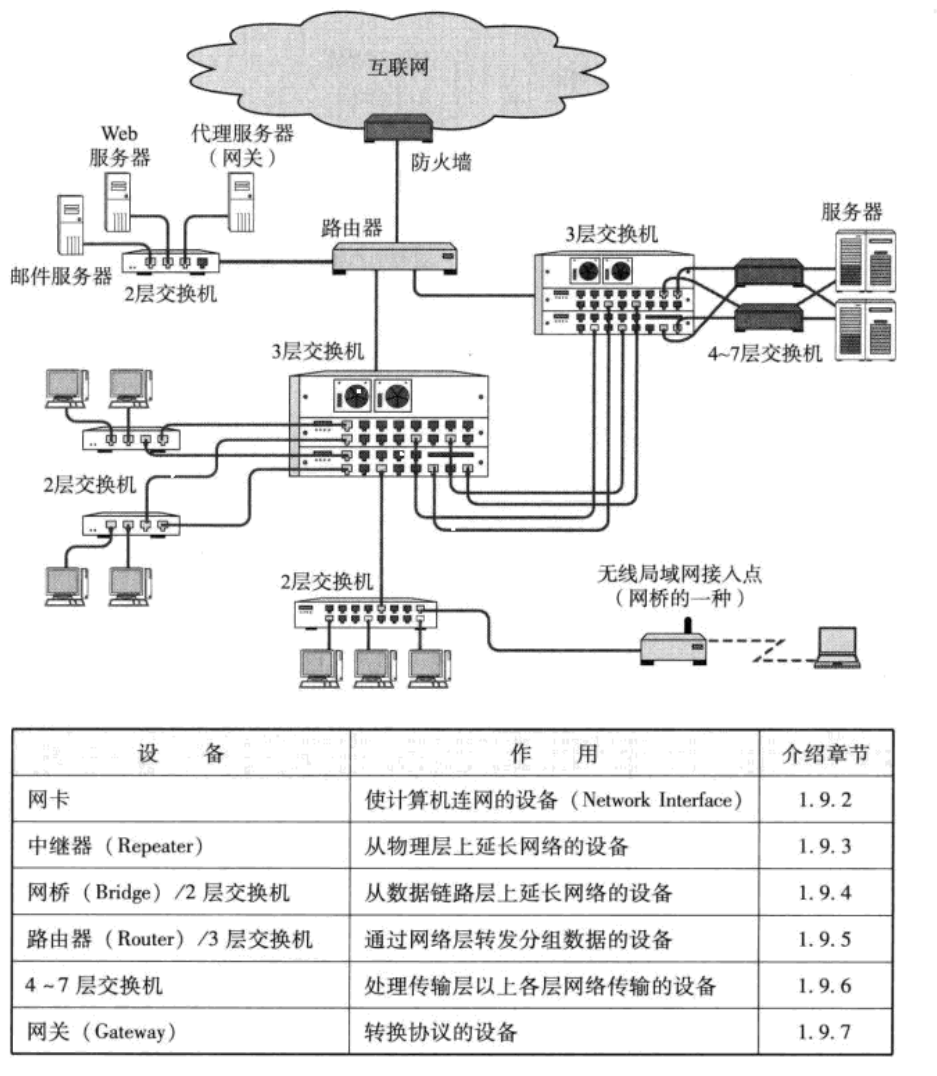 互联网
防火墙
Web
服务器
代理服务器
（网关）
邮件服务器
2层交换机
路由器
3层交换机
服务器
4~7层交换机
3层交换机
2层交换机
2层交换机
无线局域网接入点
（网桥的一种）
设 备 作 用 介绍章节
网卡 使计算机连网的设备（Network Interface） 1.9.2
中继器（Repeater） 从物理层上延长网络的设备 1.9.3
网桥（Bridge）/2 层交换机 从数据链路层上延长网络的设备 1.9.4
路由器（Router）/3 层交换机 通过网络层转发分组数据的设备 1.9.5
4 ~7 层交换机 处理传输层以上各层网络传输的设备 1.9.6
网关（Gateway） 转换协议的设备 1.9.7